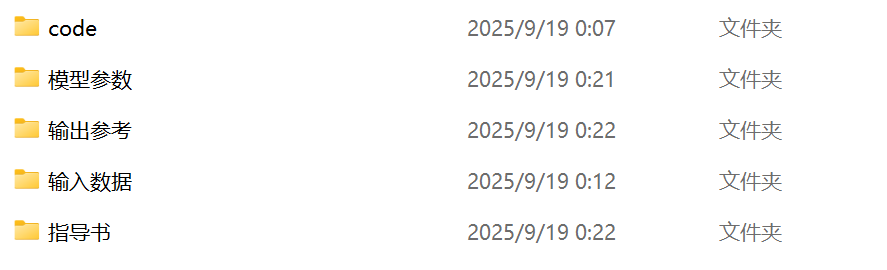 code 2025/9/19 0:07 文件夹
模型参数 2025/9/19 0:21 文件夹
输出参考 2025/9/19 0:22 文件夹
输入数据 2025/9/19 0:12 文件夹
指导书 2025/9/19 0:22 文件夹